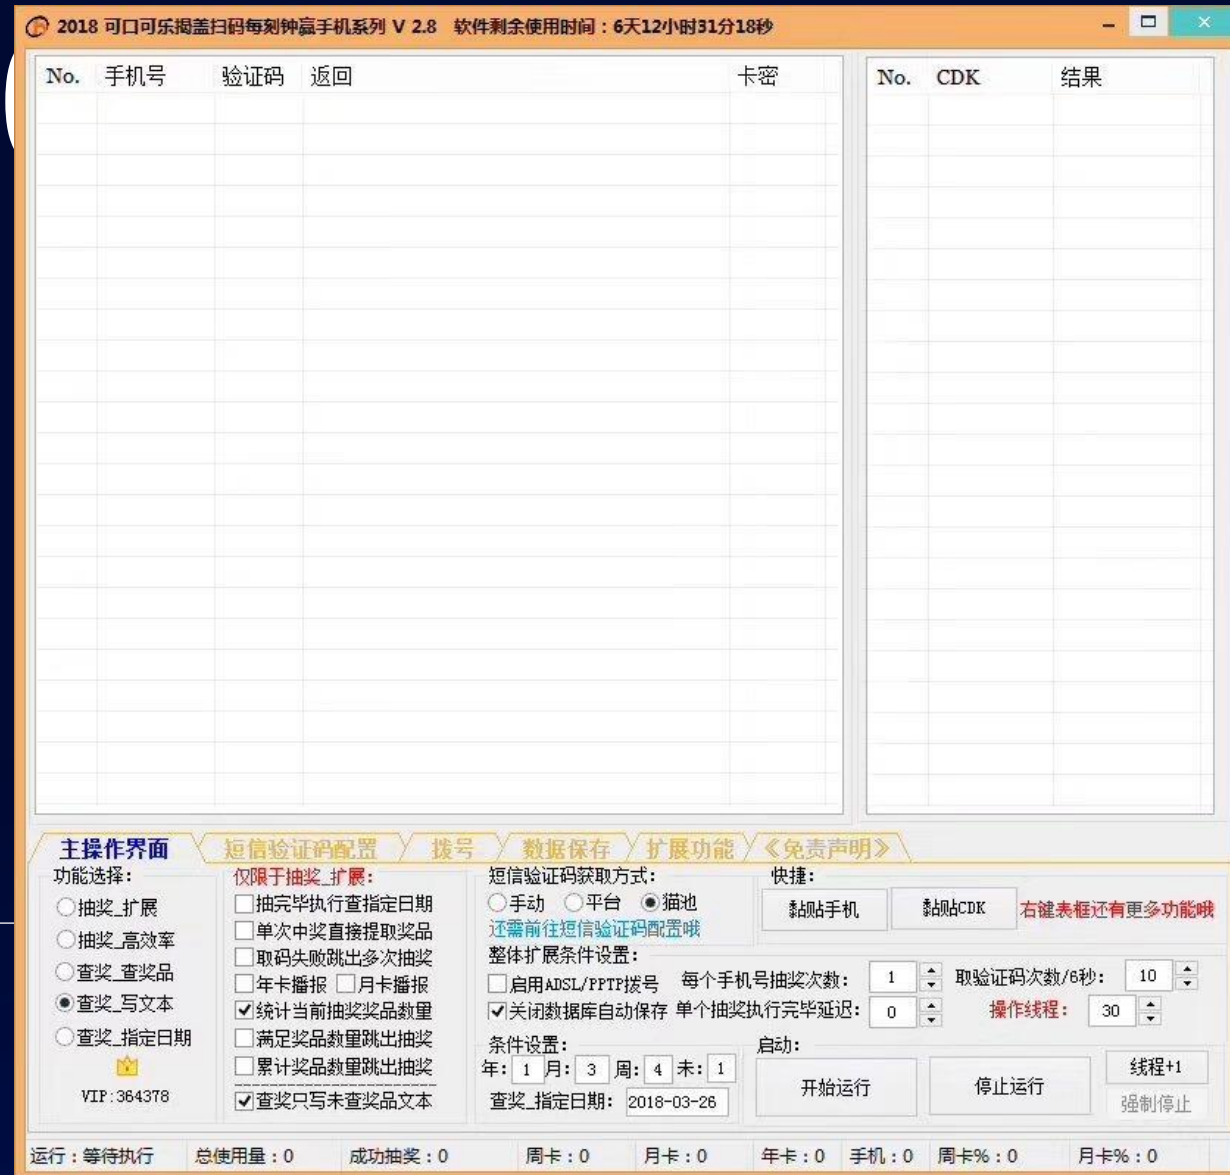 2018 可口可乐揭盖扫码每刻钟赢手机系列 V 2.8 软件剩余使用时间：6天12小时31分18秒
No. 手机号 验证码 返回 卡密
No. CDK 结果
主操作界面 短信验证码配置 拨号 数据保存 扩展功能 《免责声明》
功能选择：
抽奖_扩展
抽奖_高效率
查奖_查奖品
查奖_写文本
查奖_指定日期
VIP:364378
仅限于抽奖_扩展：
抽完毕执行查指定日期
单次中奖直接提取奖品
取码失败跳出多次抽奖
年卡播报 月卡播报
统计当前抽奖奖品数量
满足奖品数量跳出抽奖
累计奖品数量跳出抽奖
查奖只写未查奖品文本
短信验证码获取方式：
手动 平台 猫池
还需前往短信验证码配置哦
快捷：
黏贴手机 黏贴CDK 右键表框还有更多功能哦
整体扩展条件设置：
启用ADSL/PPTP拨号 每个手机号抽奖次数： 1 取验证码次数/6秒： 10
关闭数据库自动保存 单个抽奖执行完毕延迟： 0 操作线程： 30
条件设置：
年： 1 月： 3 周： 4 未： 1
查奖_指定日期： 2018-03-26
启动：
开始运行 停止运行 线程+1
强制停止
运行：等待执行 总使用量：0 成功抽奖：0 周卡：0 月卡：0 年卡：0 手机：0 周卡%：0 月卡%：0